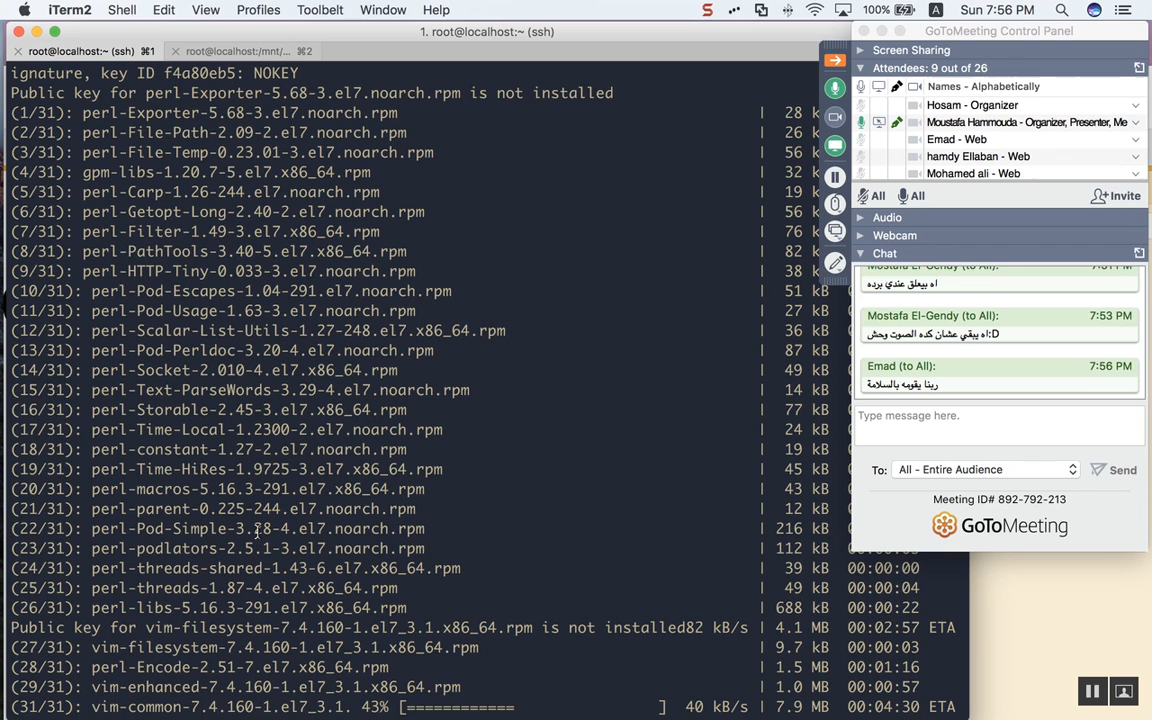 iTerm2 Shell Edit View Profiles Toolbelt Window Help 100% A Sun 7:56 PM
1. root@localhost:~ (ssh)
root@localhost:~ (ssh) ⌘1 root@localhost:/mnt/... ⌘2
ignature, key ID f4a80eb5: NOKEY
Public key for perl-Exporter-5.68-3.el7.noarch.rpm is not installed
(1/31): perl-Exporter-5.68-3.el7.noarch.rpm | 28 k
(2/31): perl-File-Path-2.09-2.el7.noarch.rpm | 26 k
(3/31): perl-File-Temp-0.23.01-3.el7.noarch.rpm | 56 k
(4/31): gpm-libs-1.20.7-5.el7.x86_64.rpm | 32 k
(5/31): perl-Carp-1.26-244.el7.noarch.rpm | 19 k
(6/31): perl-Getopt-Long-2.40-2.el7.noarch.rpm | 56 k
(7/31): perl-Filter-1.49-3.el7.x86_64.rpm | 76 k
(8/31): perl-PathTools-3.40-5.el7.x86_64.rpm | 82 k
(9/31): perl-HTTP-Tiny-0.033-3.el7.noarch.rpm | 38 k
(10/31): perl-Pod-Escapes-1.04-291.el7.noarch.rpm | 51 k
(11/31): perl-Pod-Usage-1.63-3.el7.noarch.rpm | 27 k
(12/31): perl-Scalar-List-Utils-1.27-248.el7.x86_64.rpm | 36 k
(13/31): perl-Pod-Perldoc-3.20-4.el7.noarch.rpm | 87 k
(14/31): perl-Socket-2.010-4.el7.x86_64.rpm | 49 k
(15/31): perl-Text-ParseWords-3.29-4.el7.noarch.rpm | 14 k
(16/31): perl-Storable-2.45-3.el7.x86_64.rpm | 77 k
(17/31): perl-Time-Local-1.2300-2.el7.noarch.rpm | 24 k
(18/31): perl-constant-1.27-2.el7.noarch.rpm | 19 k
(19/31): perl-Time-HiRes-1.9725-3.el7.x86_64.rpm | 45 k
(20/31): perl-macros-5.16.3-291.el7.x86_64.rpm | 43 k
(21/31): perl-parent-0.225-244.el7.noarch.rpm | 12 k
(22/31): perl-Pod-Simple-3.28-4.el7.noarch.rpm | 216 k
(23/31): perl-podlators-2.5.1-3.el7.noarch.rpm | 112 kB
(24/31): perl-threads-shared-1.43-6.el7.x86_64.rpm | 39 kB 00:00:00
(25/31): perl-threads-1.87-4.el7.x86_64.rpm | 49 kB 00:00:04
(26/31): perl-libs-5.16.3-291.el7.x86_64.rpm | 688 kB 00:00:22
Public key for vim-filesystem-7.4.160-1.el7_3.1.x86_64.rpm is not installed82 kB/s | 4.1 MB 00:02:57 ETA
(27/31): vim-filesystem-7.4.160-1.el7_3.1.x86_64.rpm | 9.7 kB 00:00:03
(28/31): perl-Encode-2.51-7.el7.x86_64.rpm | 1.5 MB 00:01:16
(29/31): vim-enhanced-7.4.160-1.el7_3.1.x86_64.rpm | 1.0 MB 00:00:57
(31/31): vim-common-7.4.160-1.el7_3.1. 43% [============ ] 40 kB/s | 7.9 MB 00:04:30 ETA
GoToMeeting Control Panel
Screen Sharing
Attendees: 9 out of 26
Names - Alphabetically
Hosam - Organizer
Moustafa Hammouda - Organizer, Presenter, Me
Emad - Web
hamdy Ellaban - Web
Mohamed ali - Web
All All Invite
Audio
Webcam
Chat
Mostafa El-Gendy (to All):
اه بيعلق عندي برده
Mostafa El-Gendy (to All): 7:53 PM
اه يبقي عشان كده الصوت وحش:D
Emad (to All): 7:56 PM
ربنا يقومه بالسلامة
Type message here.
To: All - Entire Audience Send
Meeting ID# 892-792-213
GoToMeeting